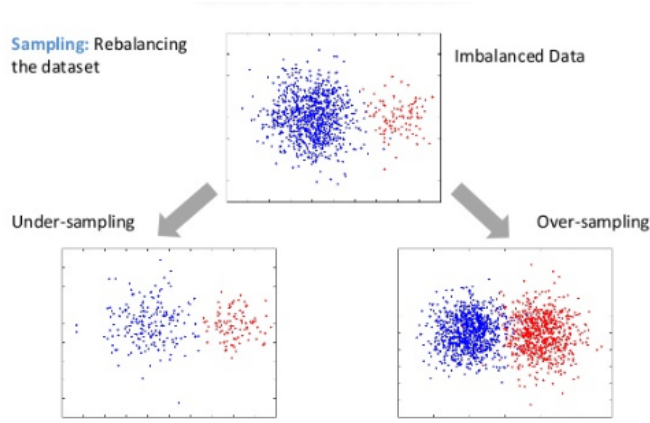 Sampling: Rebalancing
the dataset
Imbalanced Data
Under-sampling
Over-sampling